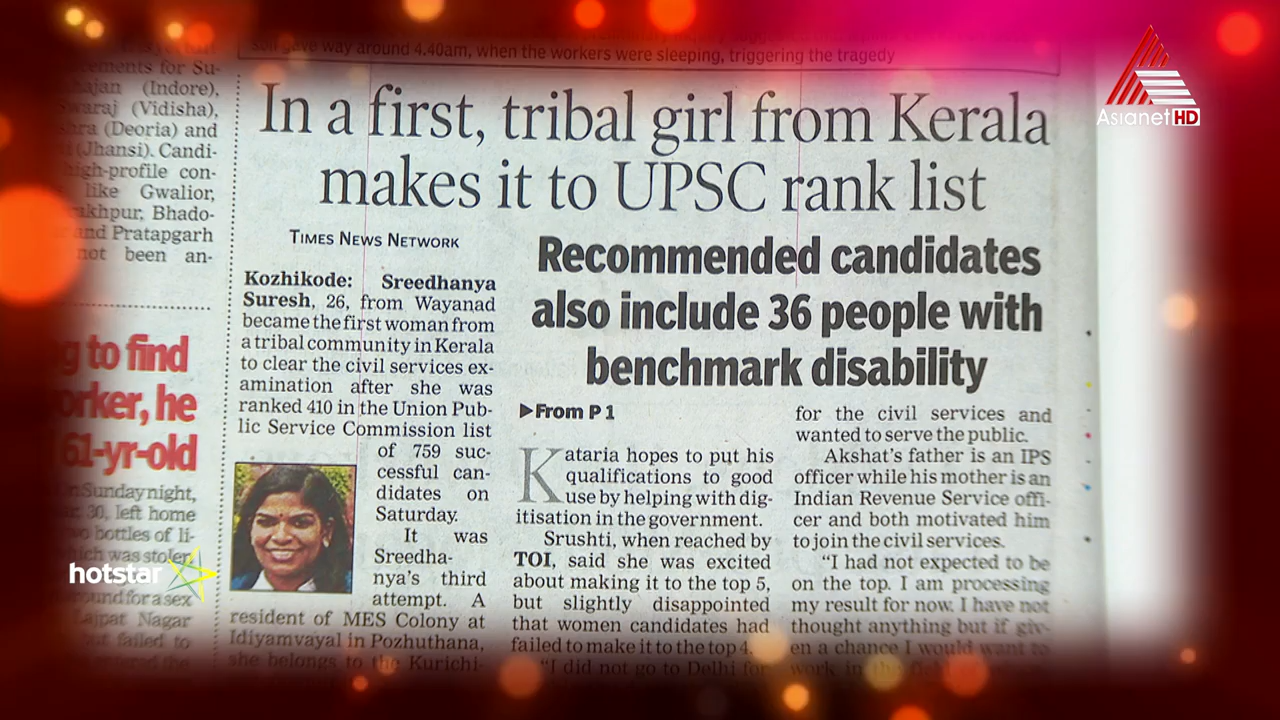 Soil gave way around 4.40am, when the workers were sleeping, triggering the tragedy
Asianet HD
cements for Su-
(Indore),
(Vidisha),
(Deoria) and
(Jhansi). Candi-
high-profile con-
like Gwalior,
Bhado-
and Pratapgarh
not been an-
to find
he
61-yr-old
Sunday night,
30, left home
two bottles of li-
which was stolen
round for a sex
Lajpat Nagar
but failed to
In a first, tribal girl from Kerala
makes it to UPSC rank list
TIMES NEWS NETWORK
Kozhikode: Sreedhanya
Suresh, 26, from Wayanad
became the first woman from
a tribal community in Kerala
to clear the civil services ex-
amination after she was
ranked 410 in the Union Pub-
lic Service Commission list
of 759 suc-
cessful can-
didates on
Saturday.
It was
Sreedha-
nya's third
attempt. A
resident of MES Colony at
Idiyamvayal in Pozhuthana,
she belongs to the Kurichi-
Recommended candidates
also include 36 people with
benchmark disability
▶From P 1
Kataria hopes to put his
qualifications to good
use by helping with dig-
itisation in the government.
Srushti, when reached by
TOI, said she was excited
about making it to the top 5,
but slightly disappointed
that women candidates had
failed to make it to the top 4.
"I did not go to Delhi for
for the civil services and
wanted to serve the public.
Akshat's father is an IPS
officer while his mother is an
Indian Revenue Service offi-
cer and both motivated him
to join the civil services.
"I had not expected to be
on the top. I am processing
my result for now. I have not
thought anything but if giv-
en a chance I would want to
work in the
hotstar